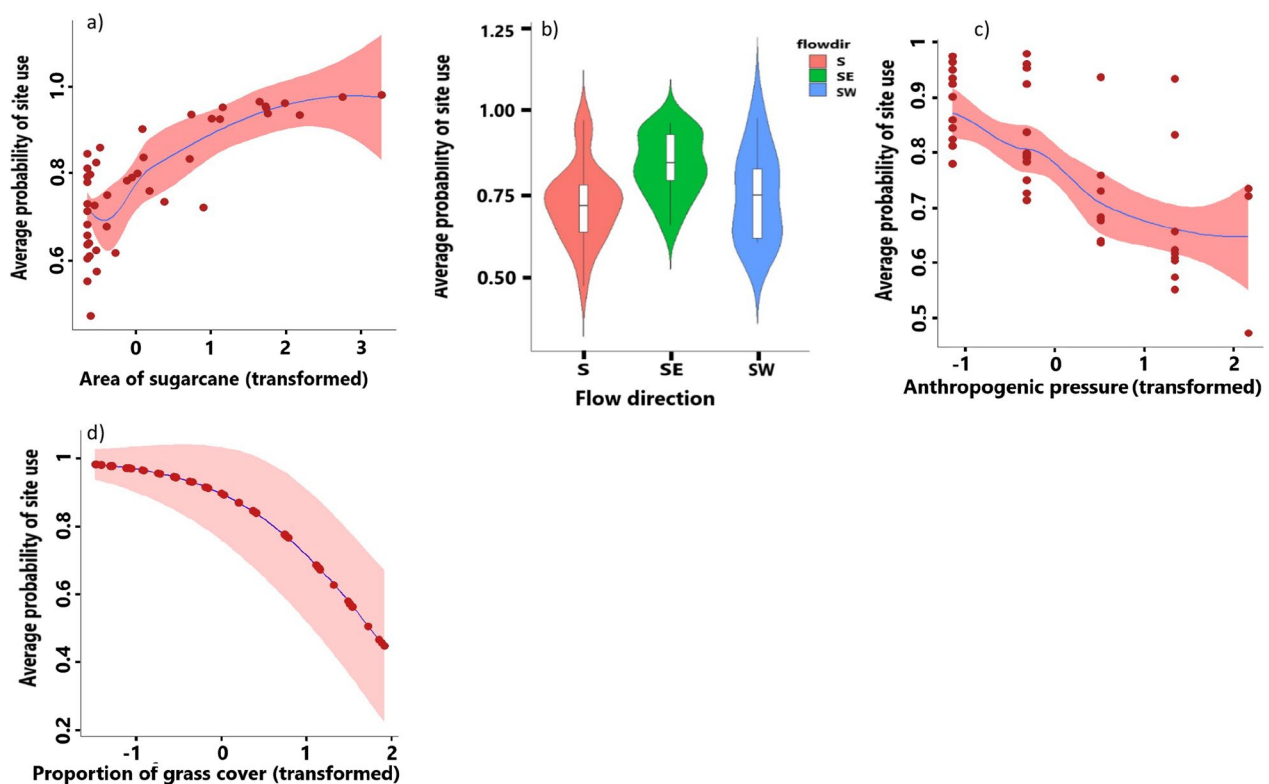 a)
Average probability of site use
1.0
0.8
0.6
0
1
2
3
Area of sugarcane (transformed)
b)
Average probability of site use
1.25
1.00
0.75
0.50
flowdir
S
SE
SW
S
SE
SW
Flow direction
c)
Average probability of site use
1
0.9
0.8
0.7
0.6
0.5
-1
0
1
2
Anthropogenic pressure (transformed)
d)
Average probability of site use
1
0.8
0.6
0.4
0.2
-1
0
1
2
Proportion of grass cover (transformed)